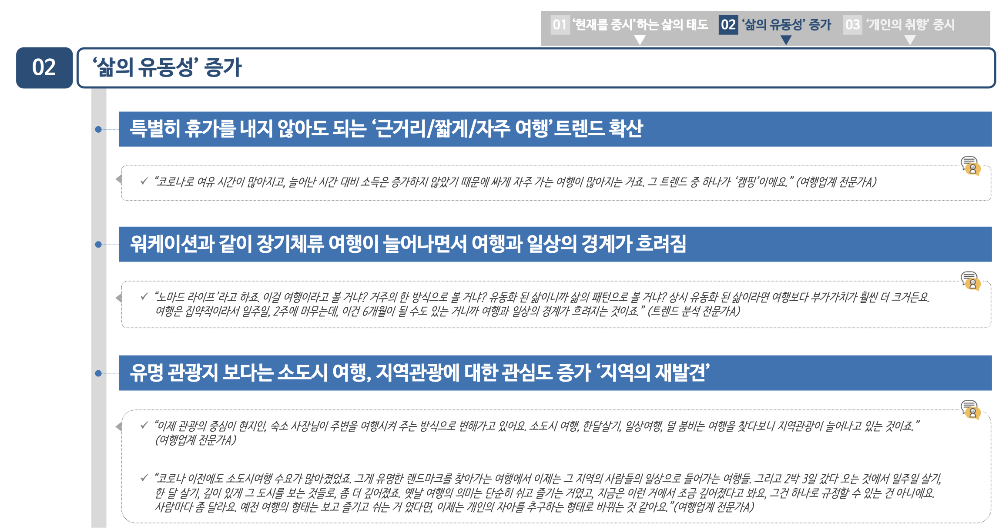 01 ‘현재를 중시’하는 삶의 태도 02 ‘삶의 유동성’ 증가 03 ‘개인의 취향’ 중시
02 ‘삶의 유동성’ 증가
특별히 휴가를 내지 않아도 되는 ‘근거리/짧게/자주 여행’ 트렌드 확산
✓ “코로나로 여유 시간이 많아지고, 늘어난 시간 대비 소득은 증가하지 않았기 때문에 싸게 자주 가는 여행이 많아지는 거죠. 그 트렌드 중 하나가 ‘캠핑’이에요.” (여행업계 전문가A)
워케이션과 같이 장기체류 여행이 늘어나면서 여행과 일상의 경계가 흐려짐
✓ “노마드 라이프’라고 하죠. 이걸 여행이라고 볼 거냐? 거주의 한 방식으로 볼 거냐? 유동화 된 삶이니까 삶의 패턴으로 볼 거냐? 상시 유동화 된 삶이라면 여행보다 부가가치가 훨씬 더 크거든요.
여행은 집약적이라서 일주일, 2주에 머무는데, 이건 6개월이 될 수도 있는 거니까 여행과 일상의 경계가 흐려지는 것이죠.” (트렌드 분석 전문가A)
유명 관광지 보다는 소도시 여행, 지역관광에 대한 관심도 증가 ‘지역의 재발견’
✓ “이제 관광의 중심이 현지인, 숙소 사장님이 주변을 여행시켜 주는 방식으로 변해가고 있어요. 소도시 여행, 한달살기, 일상여행, 덜 붐비는 여행을 찾다보니 지역관광이 늘어나고 있는 것이죠.”
(여행업계 전문가A)
✓ “코로나 이전에도 소도시여행 수요가 많아졌었죠. 그게 유명한 랜드마크를 찾아가는 여행에서 이제는 그 지역의 사람들의 일상으로 들어가는 여행들. 그리고 2박 3일 갔다 오는 것에서 일주일 살기,
한 달 살기, 깊이 있게 그 도시를 보는 것들로, 좀 더 깊어졌죠. 옛날 여행의 의미는 단순히 쉬고 즐기는 거였고, 지금은 이런 거에서 조금 깊어졌다고 봐요, 그건 하나로 규정할 수 있는 건 아니에요.
사람마다 좀 달라요. 예전 여행의 형태는 보고 즐기고 쉬는 거 였다면, 이제는 개인의 자아를 추구하는 형태로 바뀌는 것 같아요.”(여행업계 전문가A)